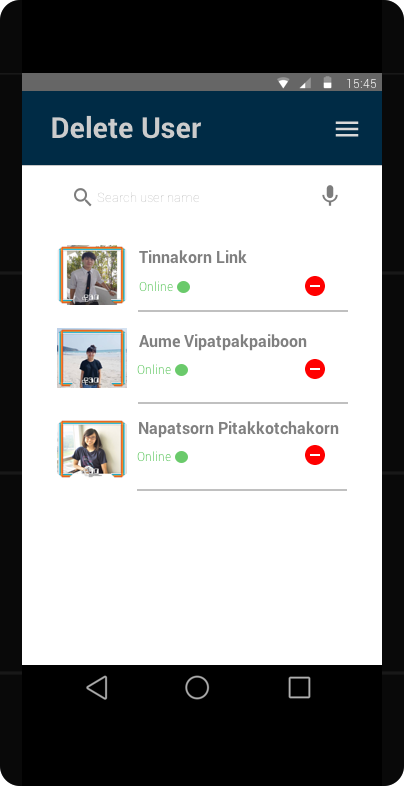 15:45
Delete User
Search user name
Tinnakorn Link
Online
Aume Vipatpakpaiboon
Online
Napatsorn Pitakkotchakorn
Online